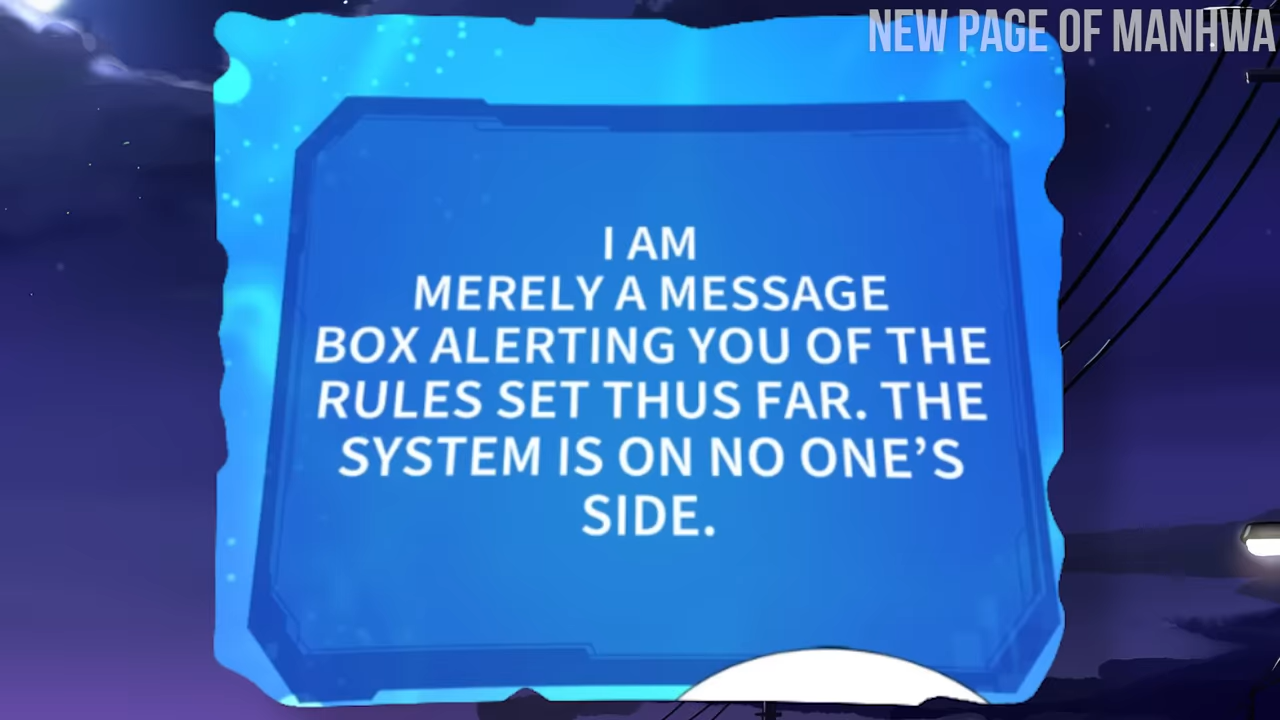 NEW PAGE OF MANHWA
I AM
MERELY A MESSAGE
BOX ALERTING YOU OF THE
RULES SET THUS FAR. THE
SYSTEM IS ON NO ONE’S
SIDE.